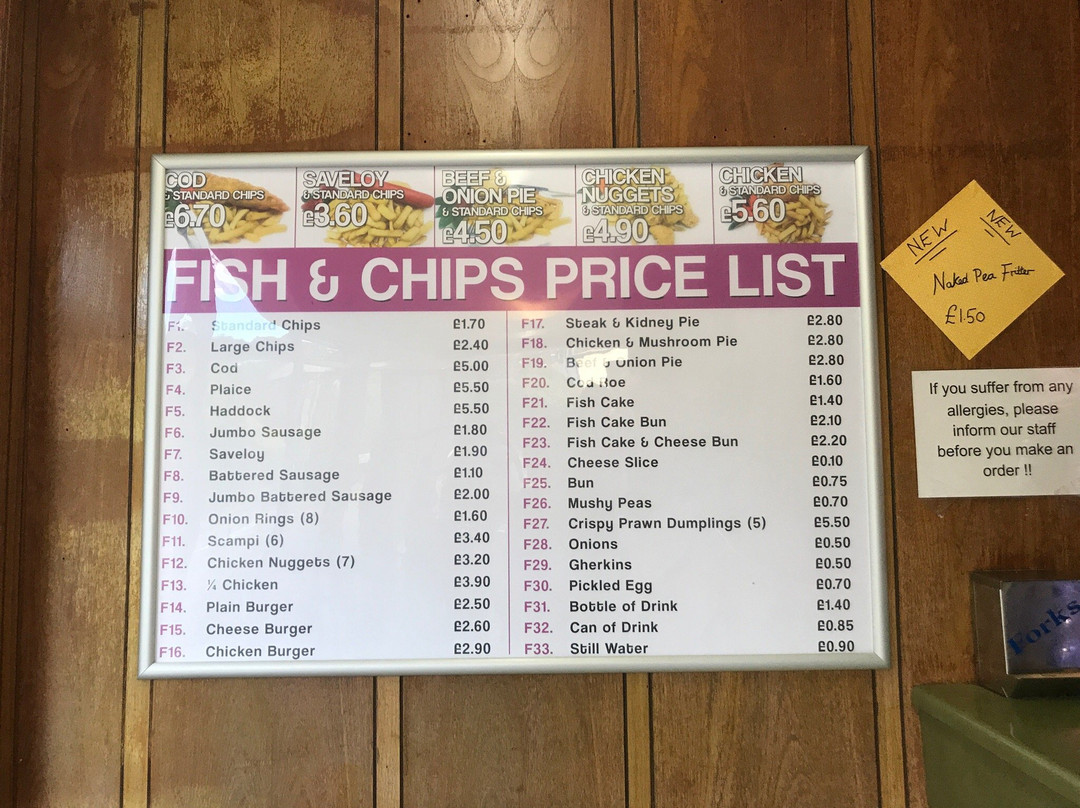 COD
& STANDARD CHIPS
£6.70
SAVELOY
& STANDARD CHIPS
£3.60
BEEF &
ONION PIE
& STANDARD CHIPS
£4.50
CHICKEN
NUGGETS
& STANDARD CHIPS
£4.90
CHICKEN
& STANDARD CHIPS
£5.60
FISH & CHIPS PRICE LIST
F1. Standard Chips £1.70
F2. Large Chips £2.40
F3. Cod £5.00
F4. Plaice £5.50
F5. Haddock £5.50
F6. Jumbo Sausage £1.80
F7. Saveloy £1.90
F8. Battered Sausage £1.10
F9. Jumbo Battered Sausage £2.00
F10. Onion Rings (8) £1.60
F11. Scampi (6) £3.40
F12. Chicken Nuggets (7) £3.20
F13. ¼ Chicken £3.90
F14. Plain Burger £2.50
F15. Cheese Burger £2.60
F16. Chicken Burger £2.90
F17. Steak & Kidney Pie £2.80
F18. Chicken & Mushroom Pie £2.80
F19. Beef & Onion Pie £2.80
F20. Cod Roe £1.60
F21. Fish Cake £1.40
F22. Fish Cake Bun £2.10
F23. Fish Cake & Cheese Bun £2.20
F24. Cheese Slice £0.10
F25. Bun £0.75
F26. Mushy Peas £0.70
F27. Crispy Prawn Dumplings (5) £5.50
F28. Onions £0.50
F29. Gherkins £0.50
F30. Pickled Egg £0.70
F31. Bottle of Drink £1.40
F32. Can of Drink £0.85
F33. Still Water £0.90
NEW NEW
Naked Pea Fritter
£1.50
If you suffer from any
allergies, please
inform our staff
before you make an
order !!
Forks